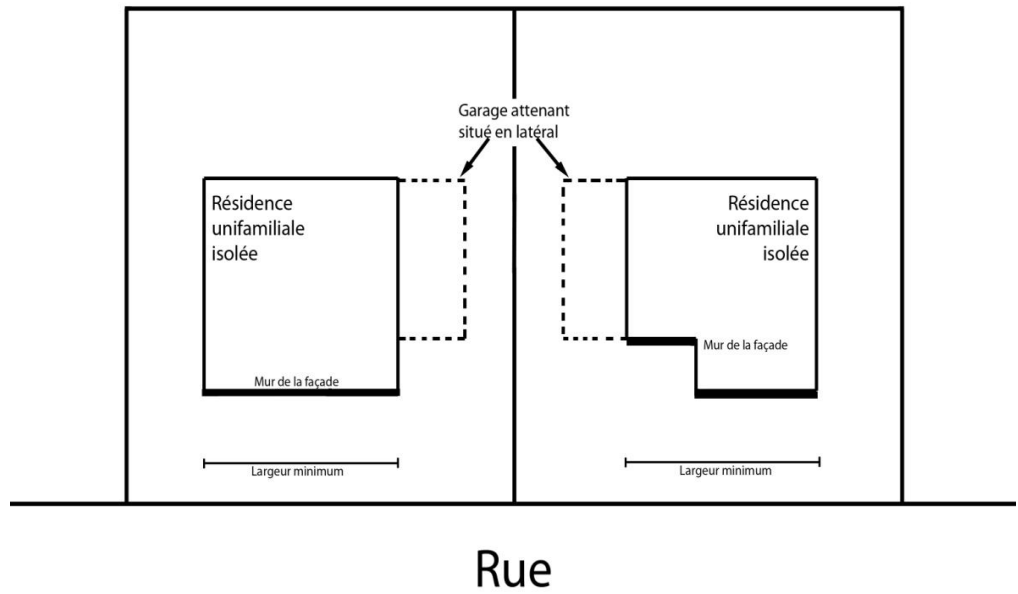 Garage attenant
situé en latéral
Résidence
unifamiliale
isolée
Mur de la façade
Largeur minimum
Résidence
unifamiliale
isolée
Mur de la façade
Largeur minimum
Rue